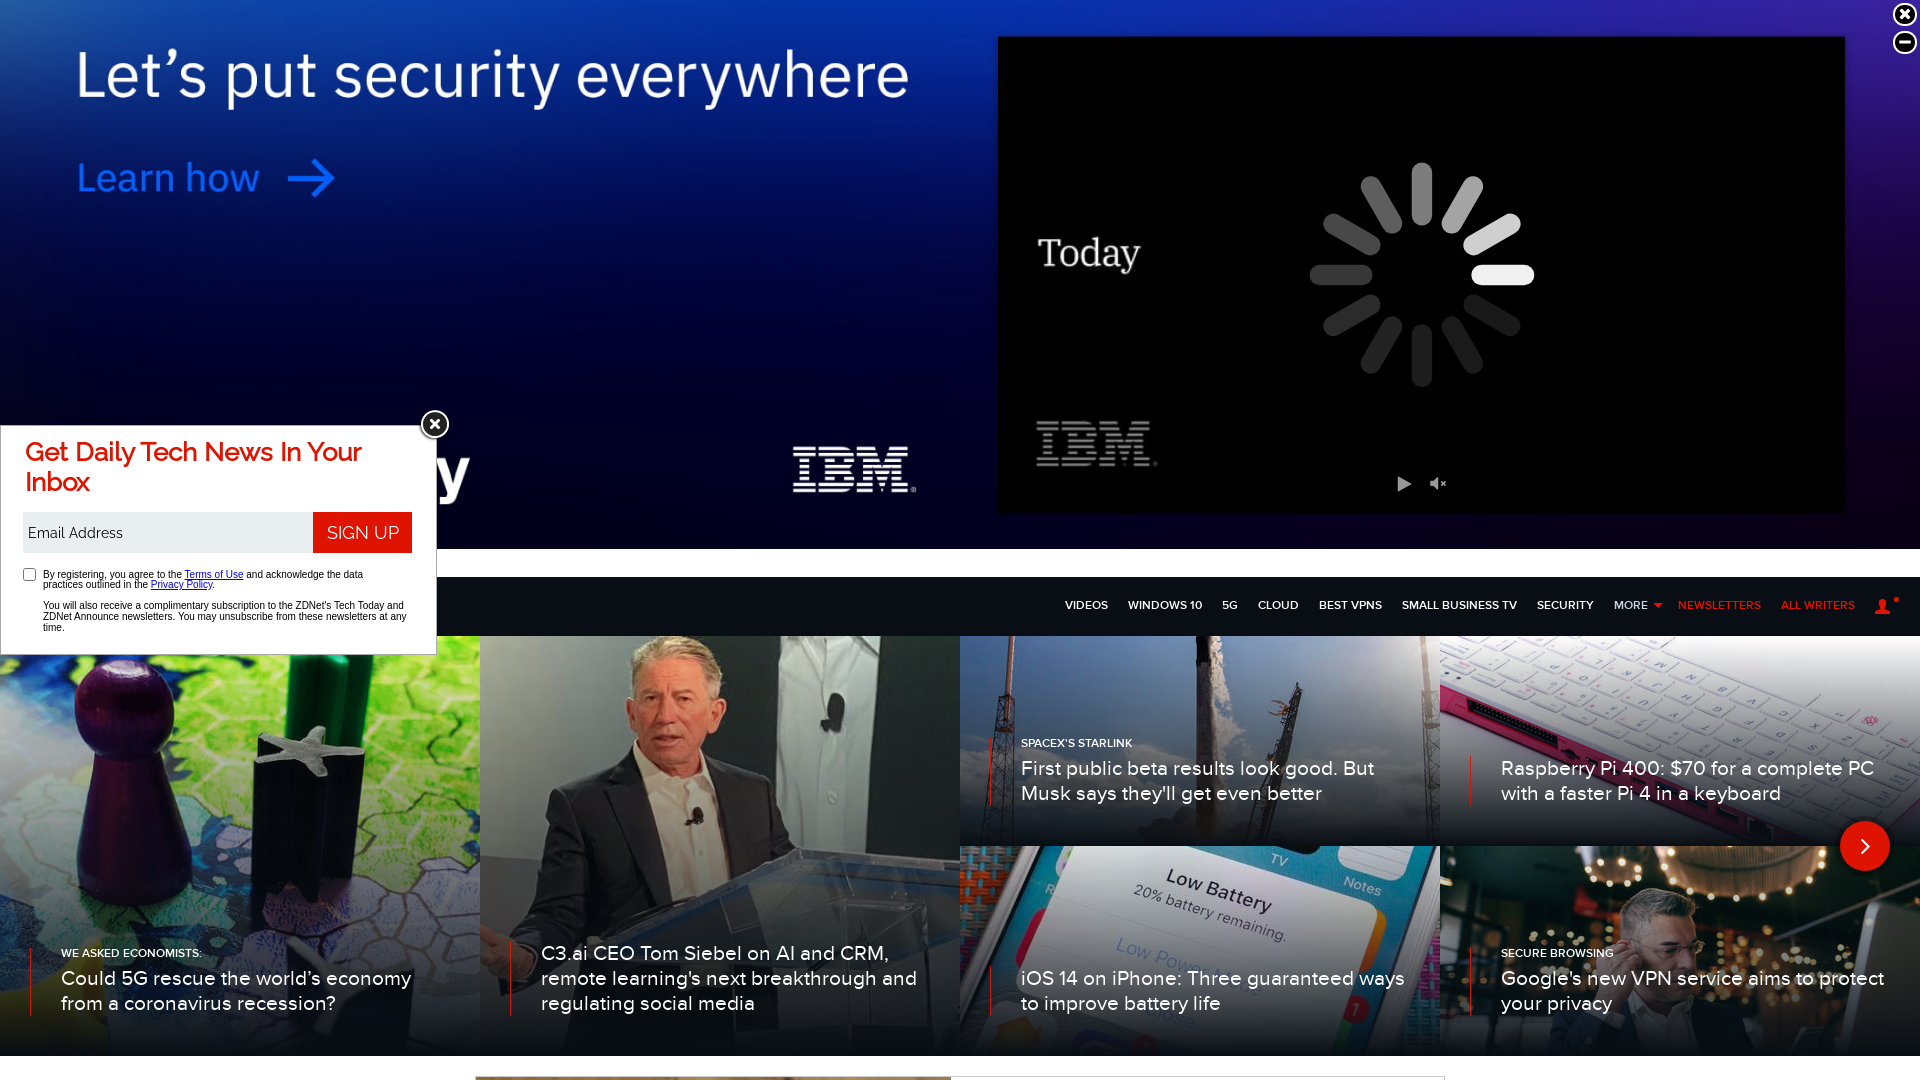 Let's put security everywhere
Learn how
Today
IBM
IBM
y
Get Daily Tech News In Your
Inbox
Email Address
SIGN UP
By registering, you agree to the Terms of Use and acknowledge the data
practices outlined in the Privacy Policy.
You will also receive a complimentary subscription to the ZDNet's Tech Today and
ZDNet Announce newsletters. You may unsubscribe from these newsletters at any
time.
VIDEOS
WINDOWS 10
5G
CLOUD
BEST VPNS
SMALL BUSINESS TV
SECURITY
MORE
NEWSLETTERS
ALL WRITERS
WE ASKED ECONOMISTS:
Could 5G rescue the world’s economy
from a coronavirus recession?
C3.ai CEO Tom Siebel on AI and CRM,
remote learning's next breakthrough and
regulating social media
SPACEX'S STARLINK
First public beta results look good. But
Musk says they'll get even better
Raspberry Pi 400: $70 for a complete PC
with a faster Pi 4 in a keyboard
TV
Notes
Low Battery
20% battery remaining.
1
iOS 14 on iPhone: Three guaranteed ways
to improve battery life
SECURE BROWSING
Google's new VPN service aims to protect
your privacy